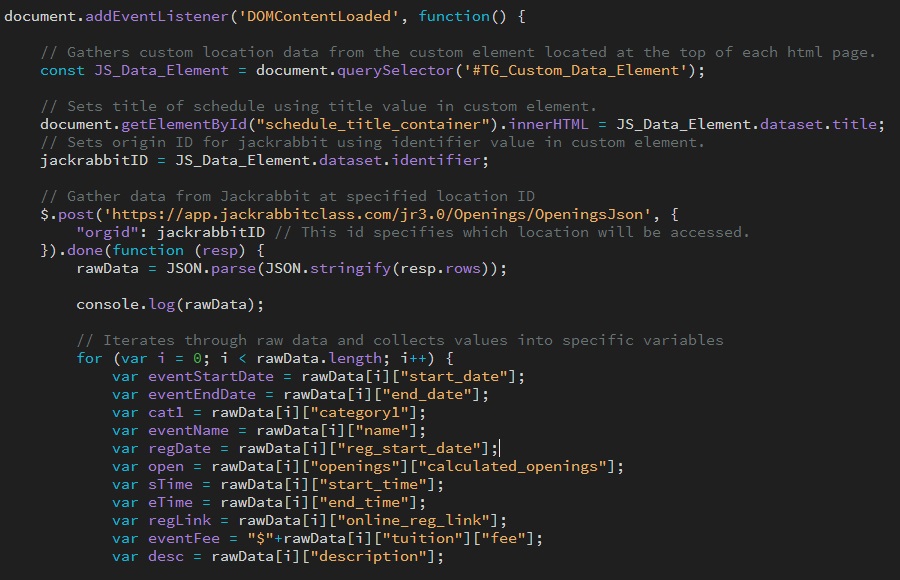 document.addEventListener('DOMContentLoaded', function() {
// Gathers custom location data from the custom element located at the top of each html page.
const JS_Data_Element = document.querySelector('#TG_Custom_Data_Element');
// Sets title of schedule using title value in custom element.
document.getElementById("schedule_title_container").innerHTML = JS_Data_Element.dataset.title;
// Sets origin ID for jackrabbit using identifier value in custom element.
jackrabbitID = JS_Data_Element.dataset.identifier;
// Gather data from Jackrabbit at specified location ID
$.post('https://app.jackrabbitclass.com/jr3.0/Openings/OpeningsJson', {
"orgid": jackrabbitID // This id specifies which location will be accessed.
}).done(function (resp) {
rawData = JSON.parse(JSON.stringify(resp.rows));
console.log(rawData);
// Iterates through raw data and collects values into specific variables
for (var i = 0; i < rawData.length; i++) {
var eventStartDate = rawData[i]["start_date"];
var eventEndDate = rawData[i]["end_date"];
var cat1 = rawData[i]["category1"];
var eventName = rawData[i]["name"];
var regDate = rawData[i]["reg_start_date"];
var open = rawData[i]["openings"]["calculated_openings"];
var sTime = rawData[i]["start_time"];
var eTime = rawData[i]["end_time"];
var regLink = rawData[i]["online_reg_link"];
var eventFee = "$"+rawData[i]["tuition"]["fee"];
var desc = rawData[i]["description"];